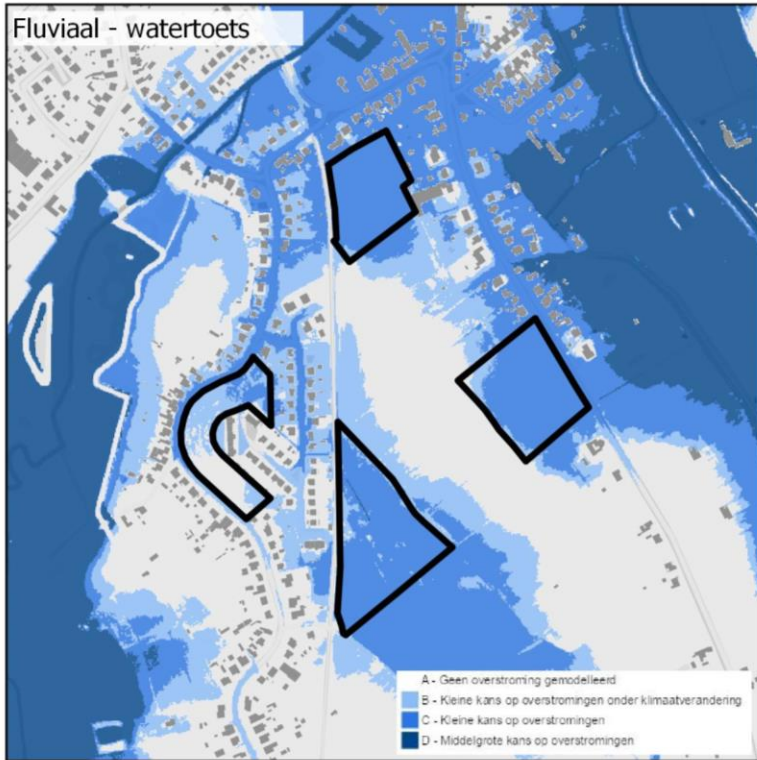 Fluviaal - watertoets
A - Geen overstroming gemodelleerd
B - Kleine kans op overstromingen onder klimaatverandering
C - Kleine kans op overstromingen
D - Middelgrote kans op overstromingen